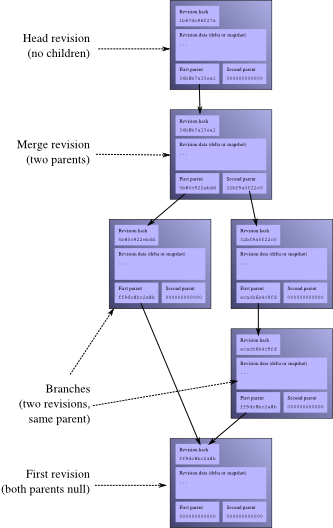 Head revision
(no children)
Revision hash
1b67dc96f27a
Revision data (delta or snapshot)
...
First parent
34b8b7a15ea1
Second parent
000000000000
Merge revision
(two parents)
Revision hash
34b8b7a15ea1
Revision data (delta or snapshot)
...
First parent
5b80c922ebdd
Second parent
32bf9a5f22c0
Revision hash
5b80c922ebdd
Revision data (delta or snapshot)
...
First parent
ff9dc8bc2a8b
Second parent
000000000000
Revision hash
32bf9a5f22c0
Revision data (delta or snapshot)
...
First parent
ecacb6b4c9fd
Second parent
000000000000
Branches
(two revisions,
same parent)
Revision hash
ecacb6b4c9fd
Revision data (delta or snapshot)
...
First parent
ff9dc8bc2a8b
Second parent
000000000000
First revision
(both parents null)
Revision hash
ff9dc8bc2a8b
Revision data (delta or snapshot)
...
First parent
000000000000
Second parent
000000000000